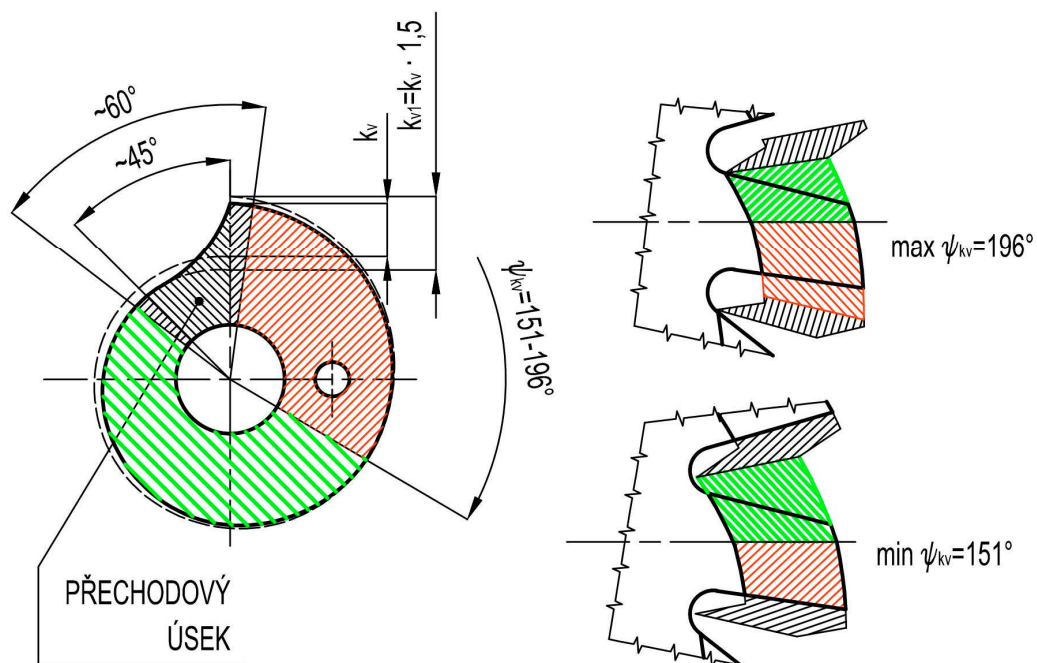 ~60°
~45°
kᵥ
kᵥ₁=kᵥ · 1,5
ψₖᵥ=151-196°
PŘECHODOVÝ
ÚSEK
max ψₖᵥ=196°
min ψₖᵥ=151°